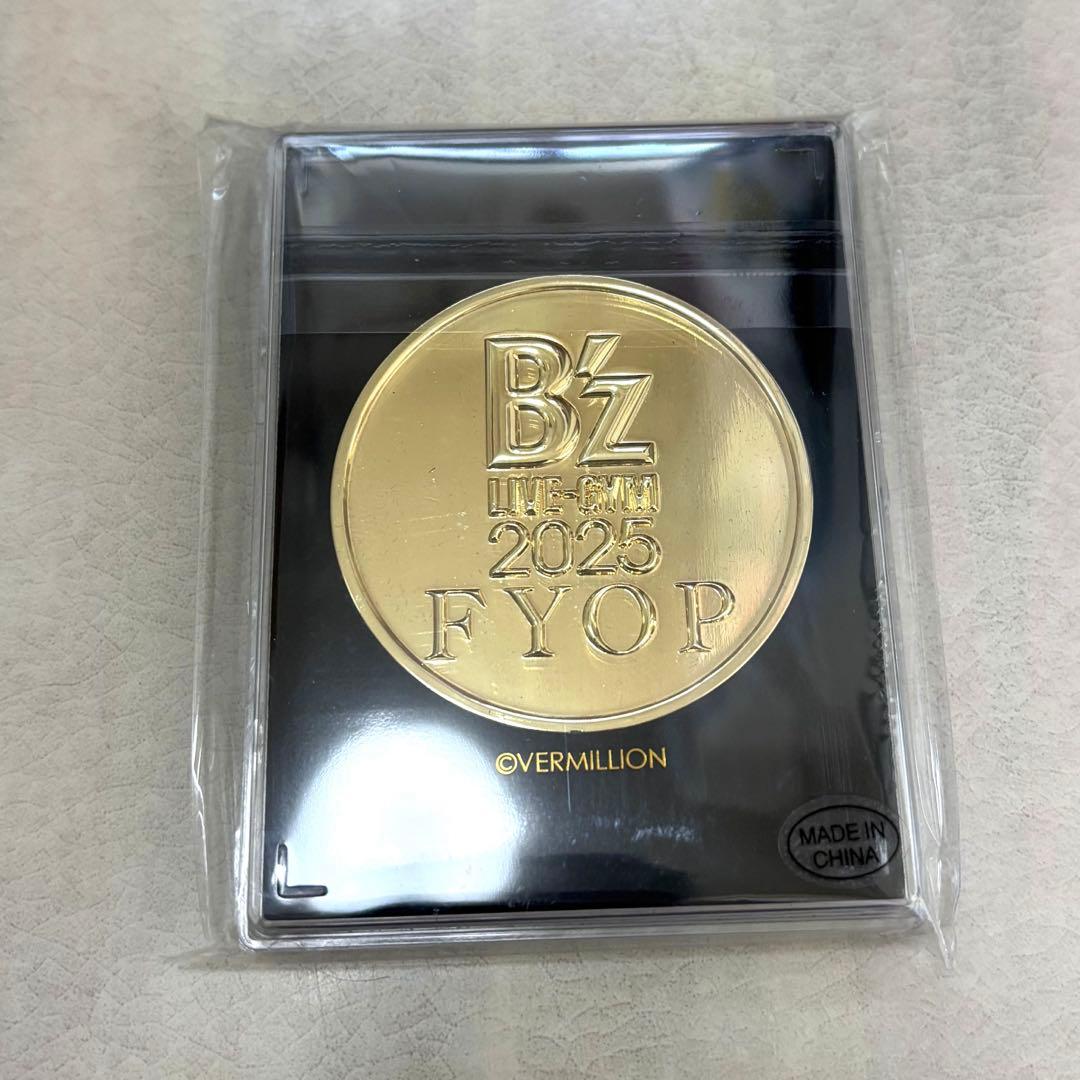 B'z
LIVE-GYM
2025
FYOP
©VERMILLION
MADE IN
CHINA